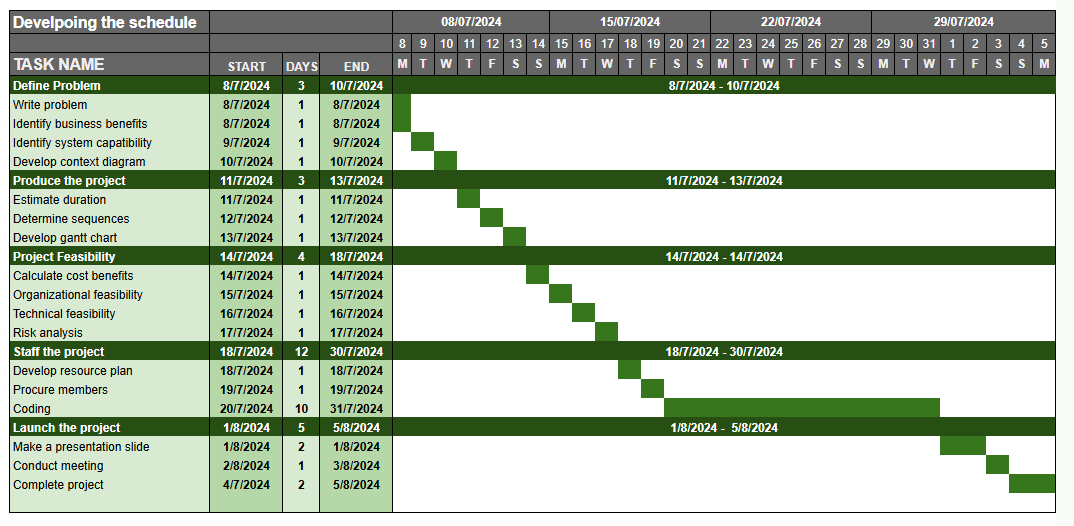 Develpoing the schedule 08/07/2024 15/07/2024 22/07/2024 29/07/2024
8 9 10 11 12 13 14 15 16 17 18 19 20 21 22 23 24 25 26 27 28 29 30 31 1 2 3 4 5
TASK NAME START DAYS END M T W T F S S M T W T F S S M T W T F S S M T W T F S S M
Define Problem 8/7/2024 3 10/7/2024 8/7/2024 - 10/7/2024
Write problem 8/7/2024 1 8/7/2024
Identify business benefits 8/7/2024 1 8/7/2024
Identify system capatibility 9/7/2024 1 9/7/2024
Develop context diagram 10/7/2024 1 10/7/2024
Produce the project 11/7/2024 3 13/7/2024 11/7/2024 - 13/7/2024
Estimate duration 11/7/2024 1 11/7/2024
Determine sequences 12/7/2024 1 12/7/2024
Develop gantt chart 13/7/2024 1 13/7/2024
Project Feasibility 14/7/2024 4 18/7/2024 14/7/2024 - 14/7/2024
Calculate cost benefits 14/7/2024 1 14/7/2024
Organizational feasibility 15/7/2024 1 15/7/2024
Technical feasibility 16/7/2024 1 16/7/2024
Risk analysis 17/7/2024 1 17/7/2024
Staff the project 18/7/2024 12 30/7/2024 18/7/2024 - 30/7/2024
Develop resource plan 18/7/2024 1 18/7/2024
Procure members 19/7/2024 1 19/7/2024
Coding 20/7/2024 10 31/7/2024
Launch the project 1/8/2024 5 5/8/2024 1/8/2024 - 5/8/2024
Make a presentation slide 1/8/2024 2 1/8/2024
Conduct meeting 2/8/2024 1 3/8/2024
Complete project 4/7/2024 2 5/8/2024